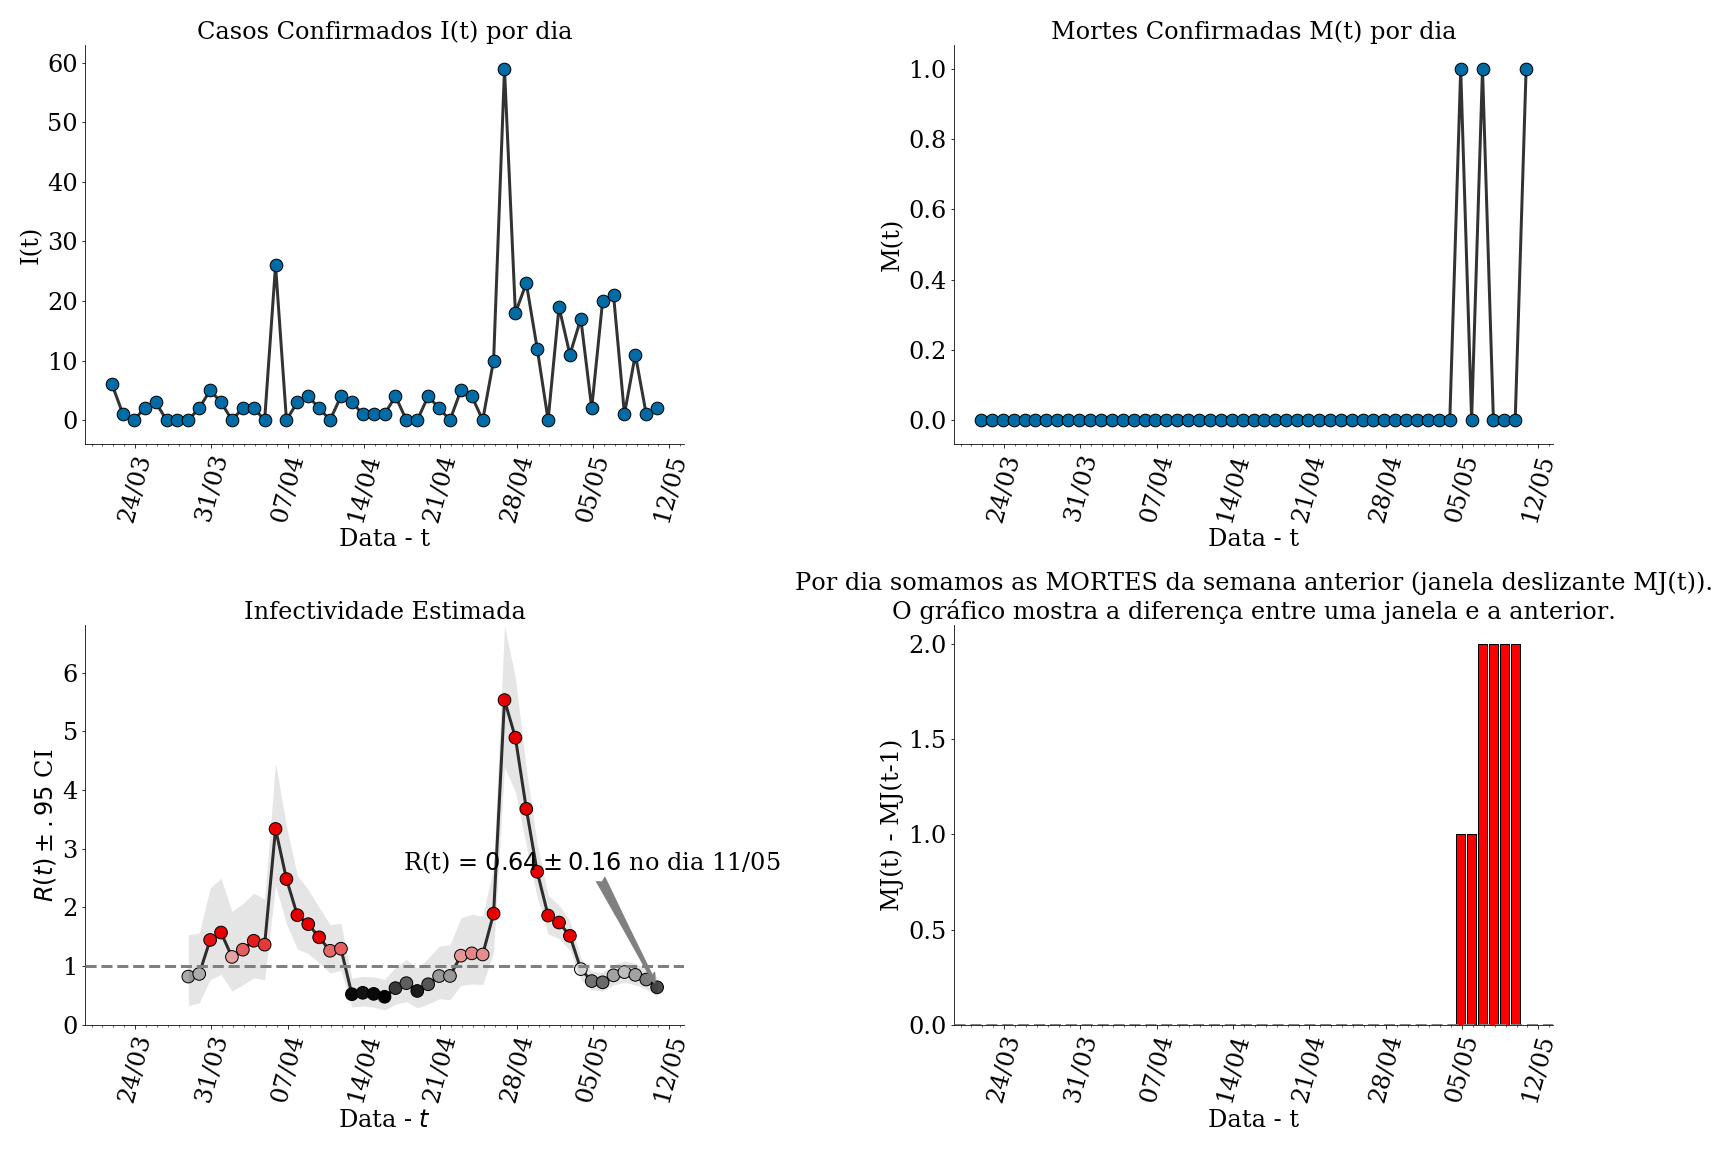 Casos Confirmados I(t) por dia
I(t)
60
50
40
30
20
10
0
24/03 31/03 07/04 14/04 21/04 28/04 05/05 12/05
Data - t
Mortes Confirmadas M(t) por dia
M(t)
1.0
0.8
0.6
0.4
0.2
0.0
24/03 31/03 07/04 14/04 21/04 28/04 05/05 12/05
Data - t
Infectividade Estimada
R(t) ± .95 CI
6
5
4
3
2
1
0
R(t) = 0.64 ± 0.16 no dia 11/05
24/03 31/03 07/04 14/04 21/04 28/04 05/05 12/05
Data - t
Por dia somamos as MORTES da semana anterior (janela deslizante MJ(t)).
O gráfico mostra a diferença entre uma janela e a anterior.
MJ(t) - MJ(t-1)
2.0
1.5
1.0
0.5
0.0
24/03 31/03 07/04 14/04 21/04 28/04 05/05 12/05
Data - t